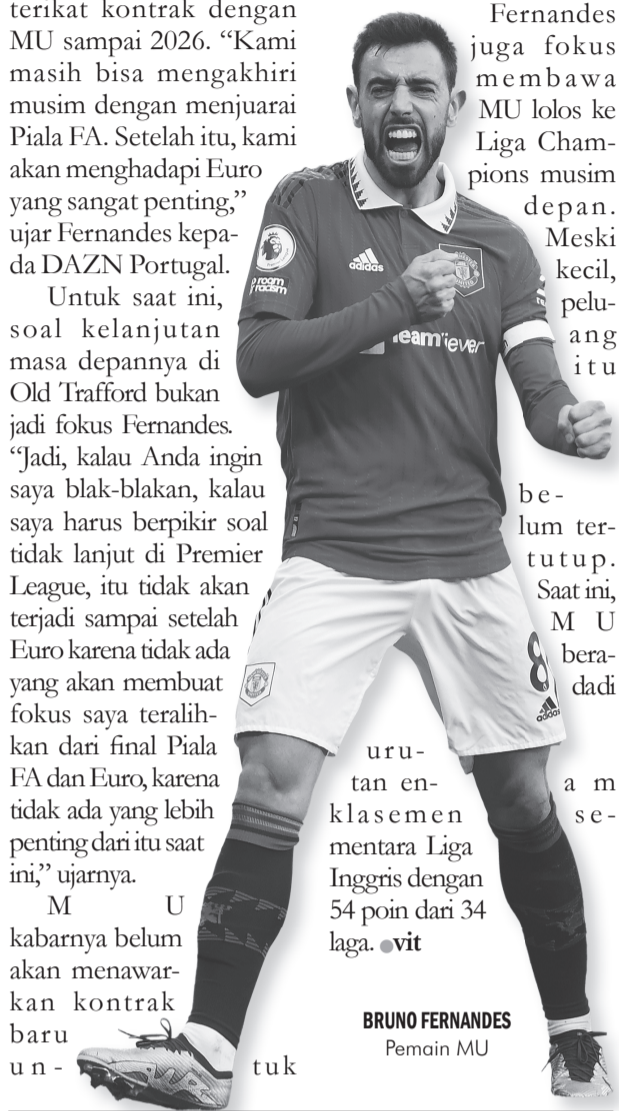 terikat kontrak dengan
MU sampai 2026. “Kami
masih bisa mengakhiri
musim dengan menjuarai
Piala FA. Setelah itu, kami
akan menghadapi Euro
yang sangat penting,”
ujar Fernandes kepa-
da DAZN Portugal.
Untuk saat ini,
soal kelanjutan
masa depannya di
Old Trafford bukan
jadi fokus Fernandes.
“Jadi, kalau Anda ingin
saya blak-blakan, kalau
saya harus berpikir soal
tidak lanjut di Premier
League, itu tidak akan
terjadi sampai setelah
Euro karena tidak ada
yang akan membuat
fokus saya teralih-
kan dari final Piala
FA dan Euro, karena
tidak ada yang lebih
penting dari itu saat
ini,” ujarnya.
M U
kabarnya belum
akan menawar-
kan kontrak
baru
un- tuk
Fernandes
juga fokus
membawa
MU lolos ke
Liga Cham-
pions musim
depan.
Meski
kecil,
pelu-
ang
itu
be-
lum ter-
tutup.
Saat ini,
M U
bera-
dadi
uru-
tan en- a m
klasemen se-
mentara Liga
Inggris dengan
54 poin dari 34
laga. ●vit
adidas
room
racism
8
adidas
BRUNO FERNANDES
Pemain MU